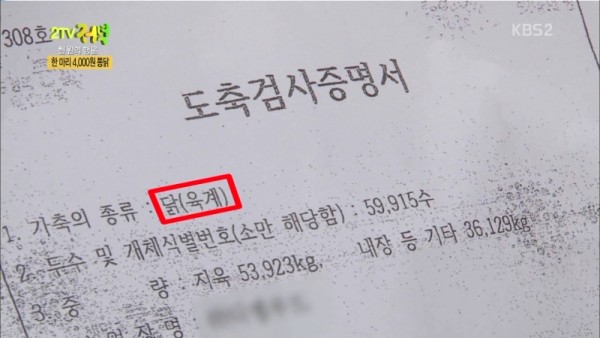 308호
2TV 생생
KBS2
한 마리 4,000원 통닭
도축검사증명서
1. 가축의 종류 : 닭(육계)
2. 두수 및 개체식별번호(소만 해당함) : 59,915수
3. 중 량 : 지육 53,923kg, 내장 등 기타 36,129kg